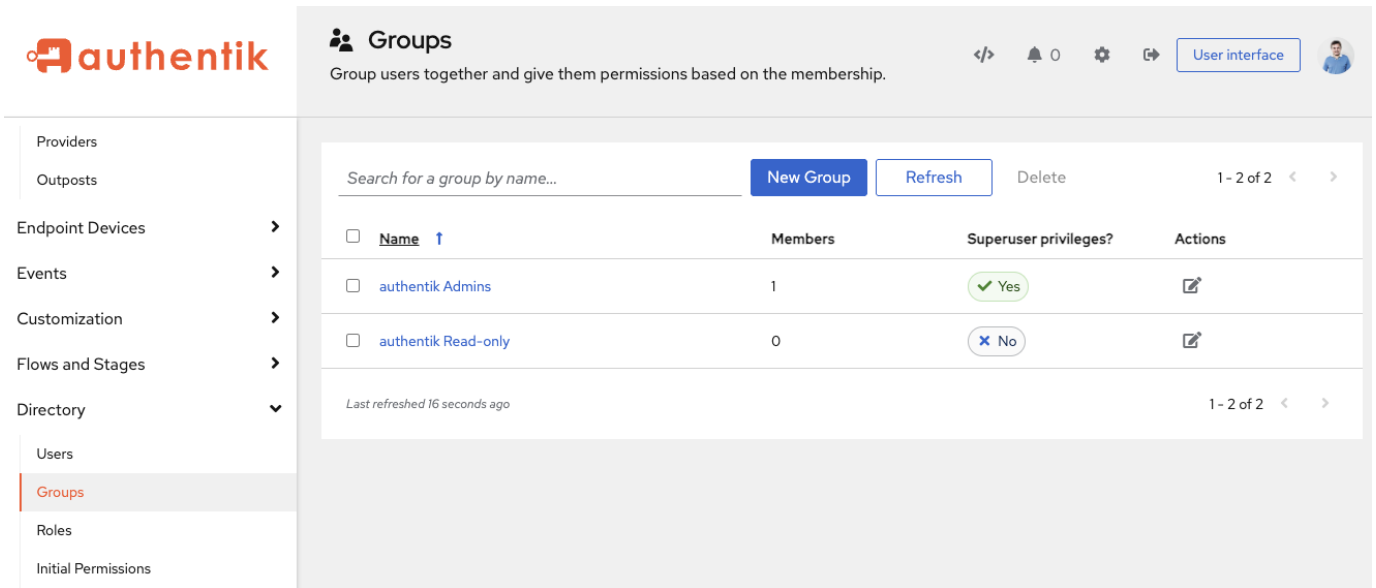 authentik
Groups
Group users together and give them permissions based on the membership.
0
User interface
Providers
Outposts
Endpoint Devices
Events
Customization
Flows and Stages
Directory
Users
Groups
Roles
Initial Permissions
Search for a group by name...
New Group
Refresh
Delete
1 - 2 of 2
Name Members Superuser privileges? Actions
authentik Admins 1 Yes
authentik Read-only 0 No
Last refreshed 16 seconds ago
1 - 2 of 2